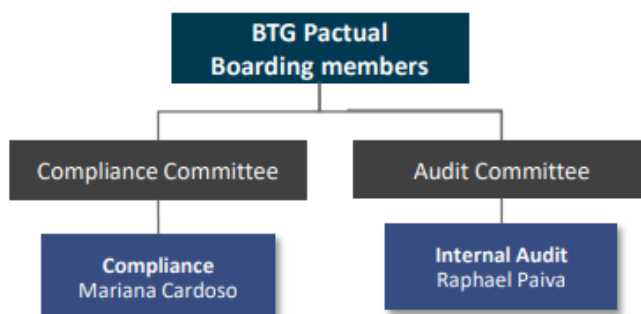 BTG Pactual
Boarding members
Compliance Committee
Audit Committee
Compliance
Mariana Cardoso
Internal Audit
Raphael Paiva